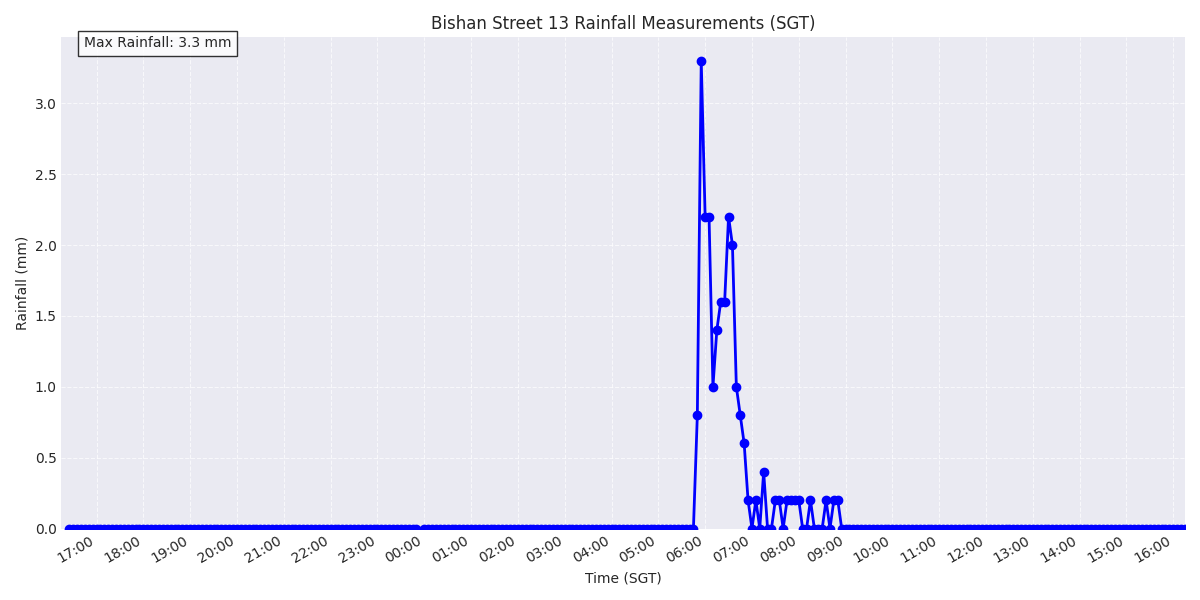 Bishan Street 13 Rainfall Measurements (SGT)
Max Rainfall: 3.3 mm
Rainfall (mm)
3.0
2.5
2.0
1.5
1.0
0.5
0.0
17:00 18:00 19:00 20:00 21:00 22:00 23:00 00:00 01:00 02:00 03:00 04:00 05:00 06:00 07:00 08:00 09:00 10:00 11:00 12:00 13:00 14:00 15:00 16:00
Time (SGT)